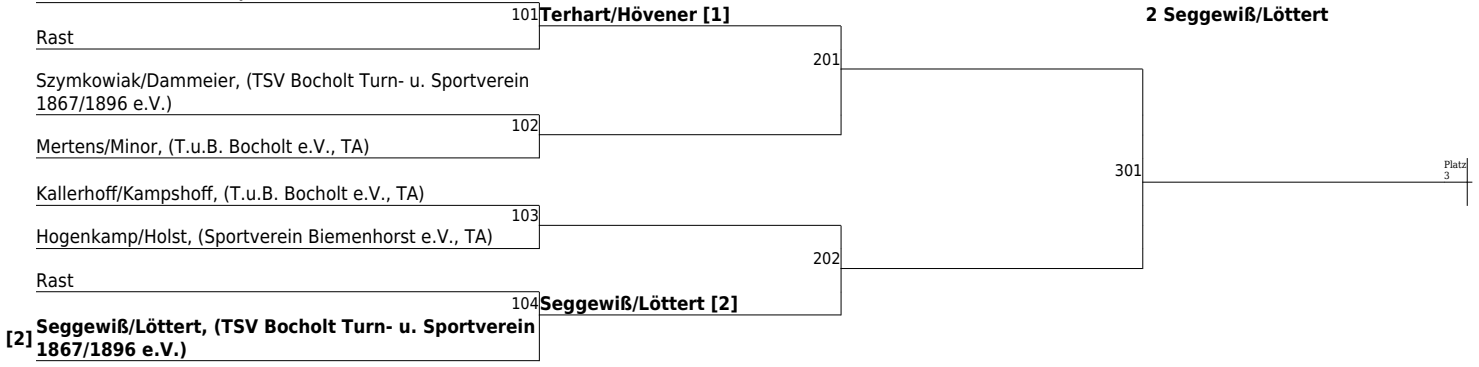 101 Terhart/Hövener [1]
2 Seggewiß/Löttert
Rast
201
Szymkowiak/Dammeier, (TSV Bocholt Turn- u. Sportverein
1867/1896 e.V.)
102
Mertens/Minor, (T.u.B. Bocholt e.V., TA)
301
Platz
3
Kallerhoff/Kampshoff, (T.u.B. Bocholt e.V., TA)
103
Hogenkamp/Holst, (Sportverein Biemenhorst e.V., TA)
202
Rast
104 Seggewiß/Löttert [2]
[2] Seggewiß/Löttert, (TSV Bocholt Turn- u. Sportverein
1867/1896 e.V.)